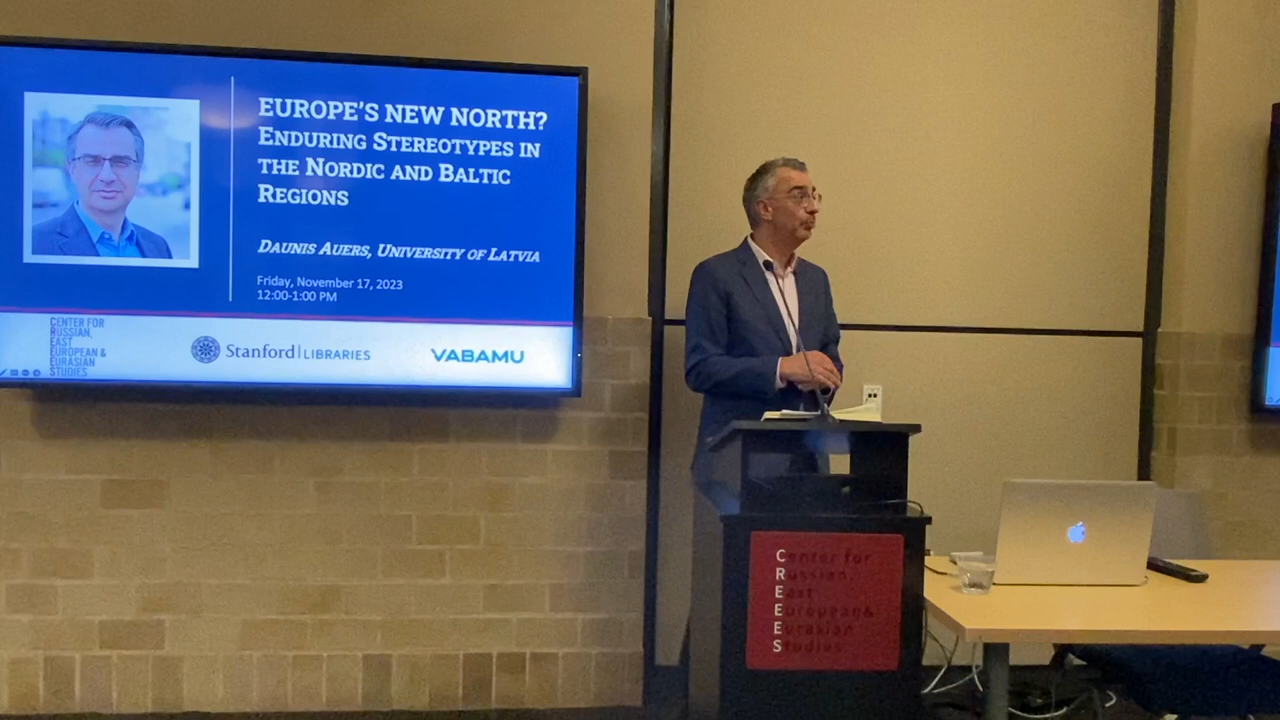 EUROPE'S NEW NORTH?
ENDURING STEREOTYPES IN
THE NORDIC AND BALTIC
REGIONS
DAUNIS AUERS, UNIVERSITY OF LATVIA
Friday, November 17, 2023
12:00-1:00 PM
CENTER FOR
RUSSIAN,
EAST
EUROPEAN &
EURASIAN
STUDIES
Stanford | LIBRARIES
VABAMU
Center for
Russian,
East
European &
Eurasian
Studies